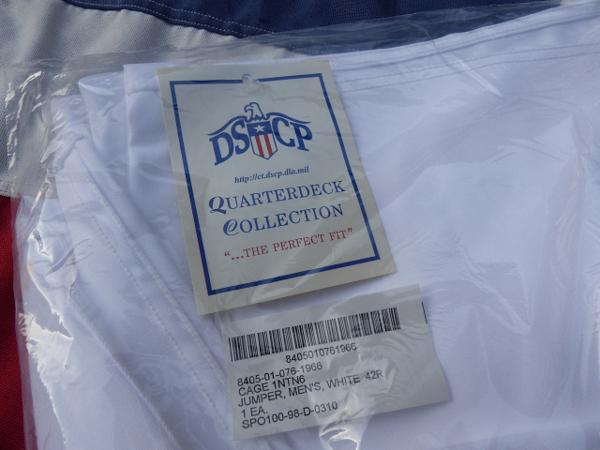 DSCP
http://ct.dscp.dla.mil
QUARTERDECK
COLLECTION
"...THE PERFECT FIT"
8405010761966
8405-01-076-1966
CAGE 1NTN6
JUMPER, MEN'S, WHITE 42R
1 EA.
SPO100-98-D-0310